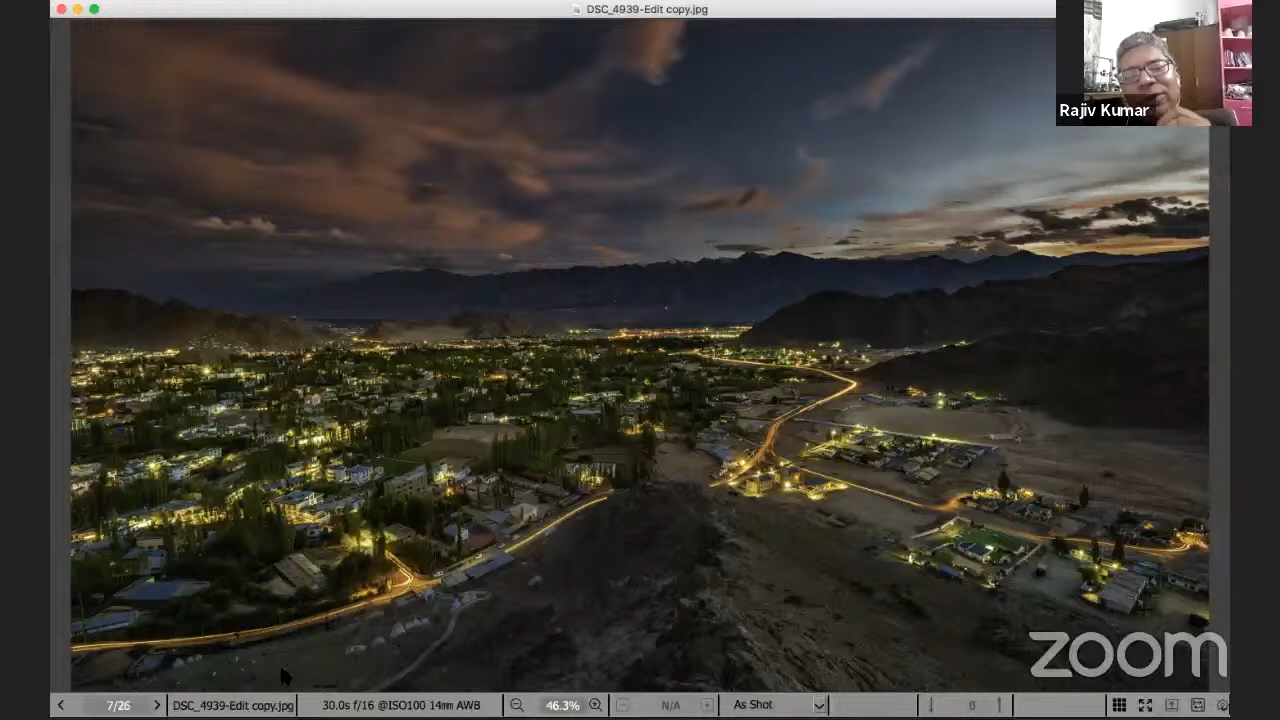 DSC_4939-Edit copy.jpg
Rajiv Kumar
zoom
7/26
DSC_4939-Edit copy.jpg
30.0s f/16 @ISO100 14mm AWB
46.3%
N/A
As Shot
0